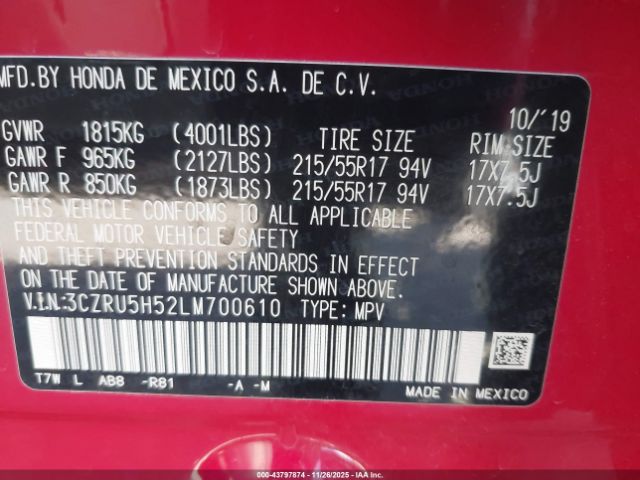 MFD.BY HONDA DE MEXICO S.A. DE C.V.
10/'19
GVWR 1815KG (4001LBS) TIRE SIZE RIM SIZE
GAWR F 965KG (2127LBS) 215/55R17 94V 17X7.5J
GAWR R 850KG (1873LBS) 215/55R17 94V 17X7.5J
THIS VEHICLE CONFORMS TO ALL APPLICABLE
FEDERAL MOTOR VEHICLE SAFETY
AND THEFT PREVENTION STANDARDS IN EFFECT
ON THE DATE OF MANUFACTURE SHOWN ABOVE.
V.I.N:3CZRU5H52LM700610 TYPE: MPV
T7W L AB8 -R81 -A -M
MADE IN MEXICO
© COPYRIGHT - 43797874 - 11/26/2025 - IAA